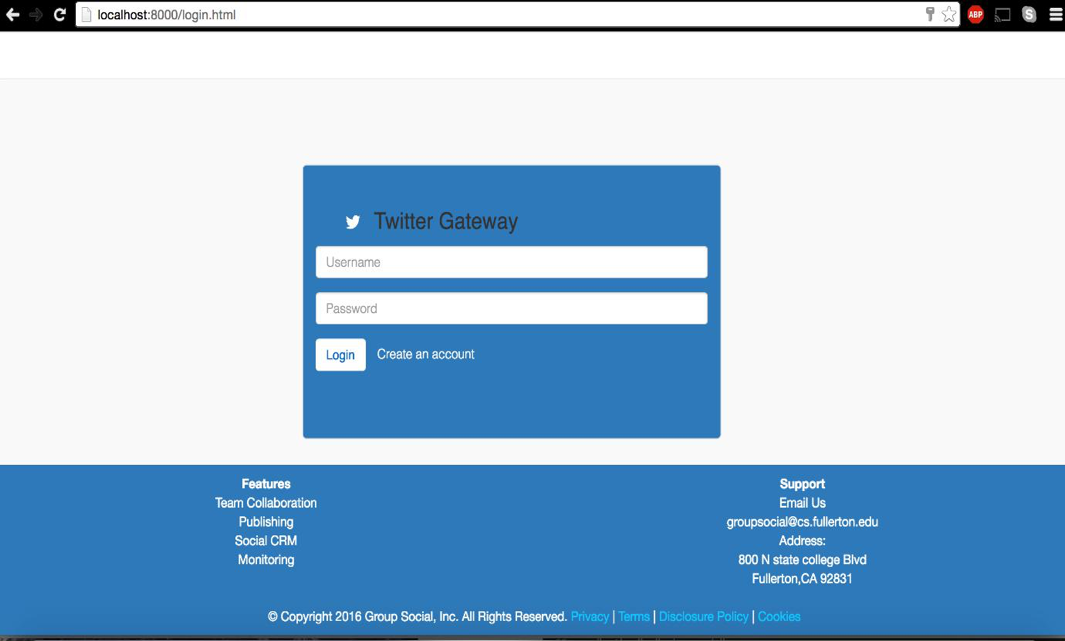 localhost:8000/login.html
ABP
S
Twitter Gateway
Username
Password
Login Create an account
Features
Team Collaboration
Publishing
Social CRM
Monitoring
Support
Email Us
groupsocial@cs.fullerton.edu
Address:
800 N state college Blvd
Fullerton,CA 92831
© Copyright 2016 Group Social, Inc. All Rights Reserved. Privacy | Terms | Disclosure Policy | Cookies